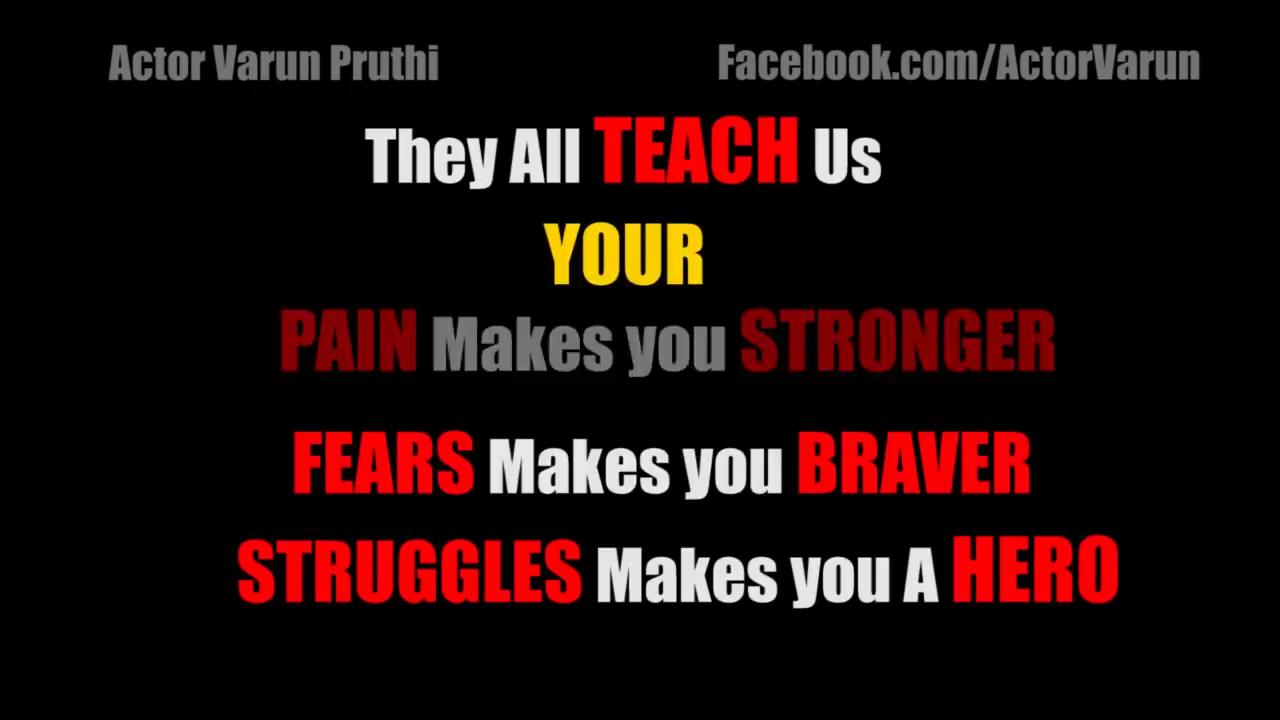 Actor Varun Pruthi Facebook.com/ActorVarun
They All TEACH Us
YOUR
PAIN Makes you STRONGER
FEARS Makes you BRAVER
STRUGGLES Makes you A HERO